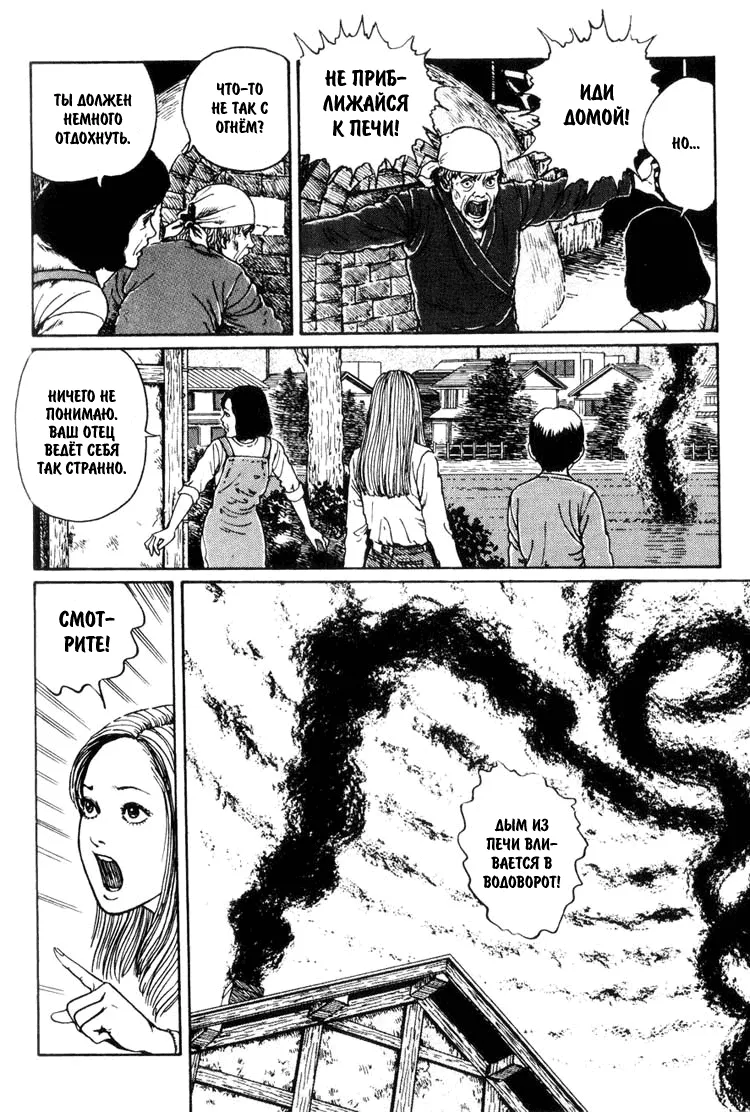 ТЫ ДОЛЖЕН
НЕМНОГО
ОТДОХНУТЬ.
ЧТО-ТО
НЕ ТАК С
ОГНЁМ?
НЕ ПРИБ-
ЛИЖАЙСЯ
К ПЕЧИ!
ИДИ
ДОМОЙ!
НО...
НИЧЕГО НЕ
ПОНИМАЮ.
ВАШ ОТЕЦ
ВЕДЁТ СЕБЯ
ТАК СТРАННО.
СМОТ-
РИТЕ!
ДЫМ ИЗ
ПЕЧИ ВЛИ-
ВАЕТСЯ В
ВОДОВОРОТ!